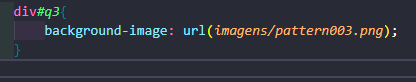 div#q3{
background-image: url(imagens/pattern003.png);
}